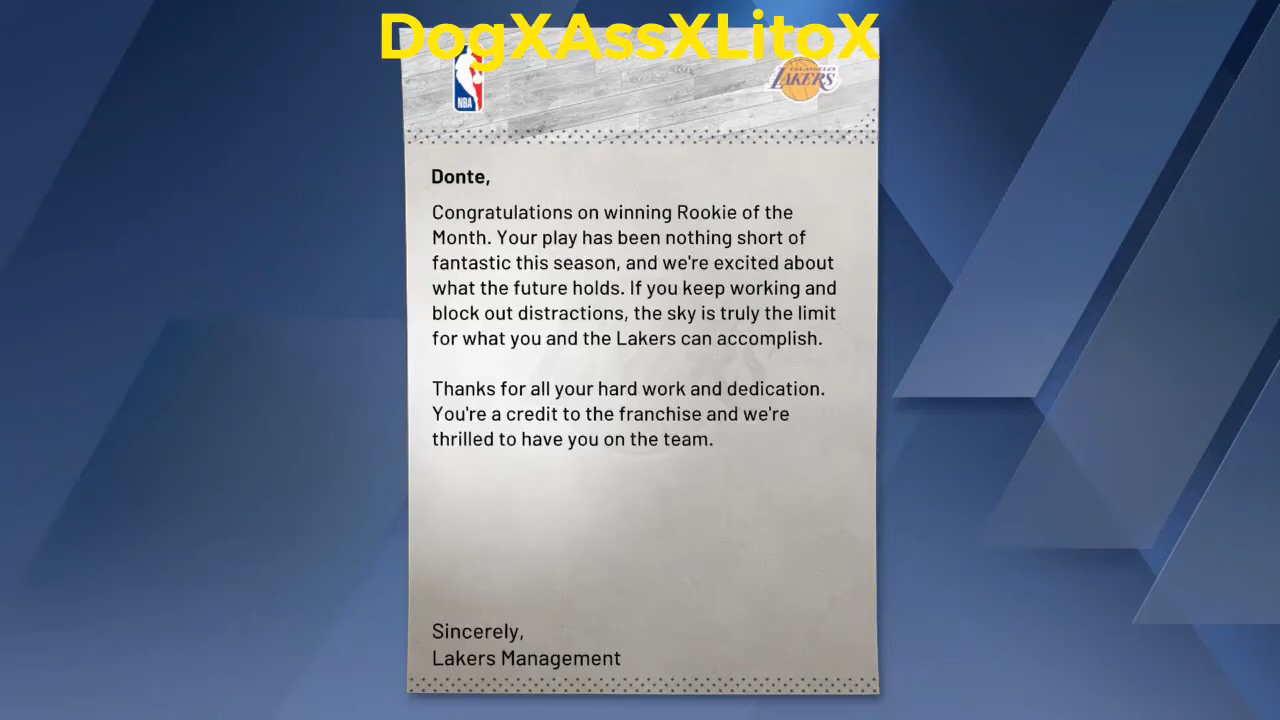 DogXAssXLitoX
NBA
LOS ANGELES
LAKERS
Donte,
Congratulations on winning Rookie of the
Month. Your play has been nothing short of
fantastic this season, and we're excited about
what the future holds. If you keep working and
block out distractions, the sky is truly the limit
for what you and the Lakers can accomplish.
Thanks for all your hard work and dedication.
You're a credit to the franchise and we're
thrilled to have you on the team.
Sincerely,
Lakers Management